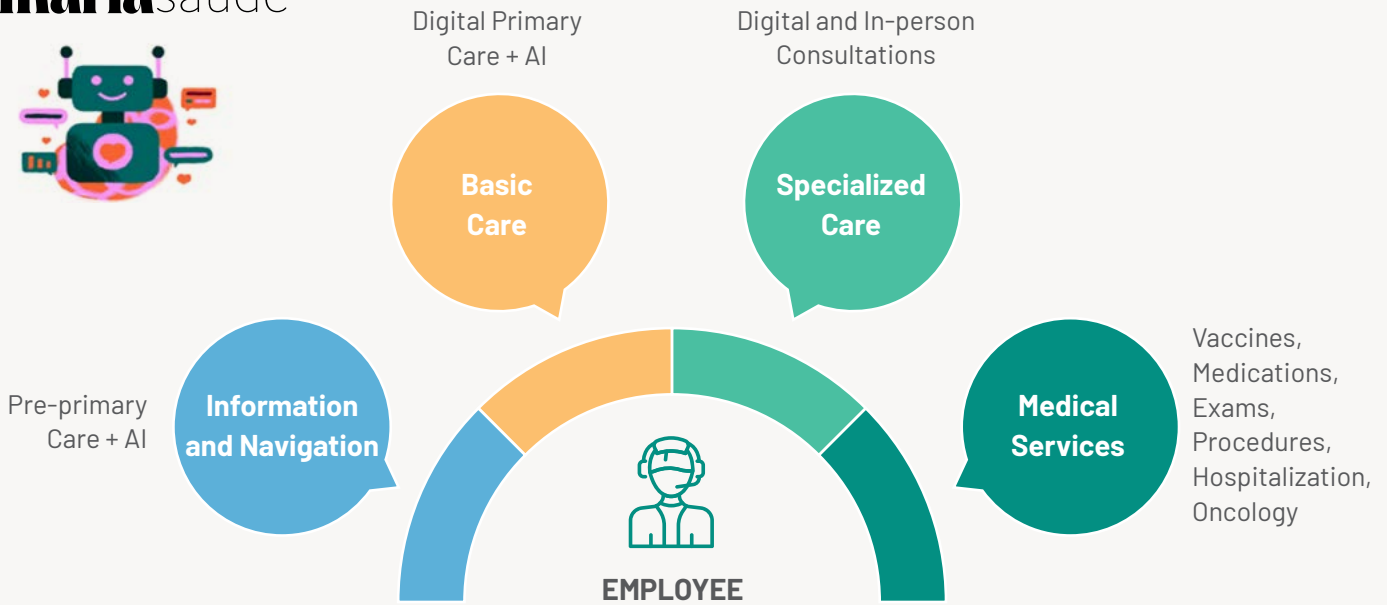 saúde
Digital Primary
Care + AI
Digital and In-person
Consultations
Basic
Care
Specialized
Care
Pre-primary
Care + AI
Information
and Navigation
Medical
Services
Vaccines,
Medications,
Exams,
Procedures,
Hospitalization,
Oncology
EMPLOYEE